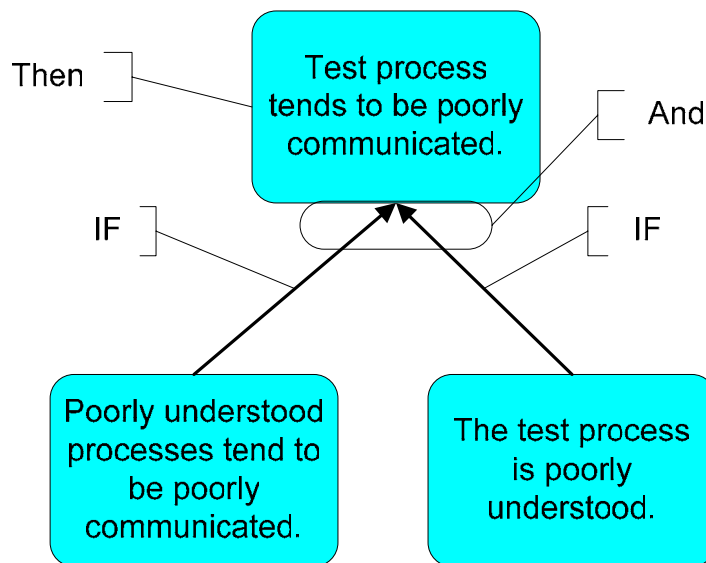 Then
Test process
tends to be poorly
communicated.
And
IF
IF
Poorly understood
processes tend to
be poorly
communicated.
The test process
is poorly
understood.